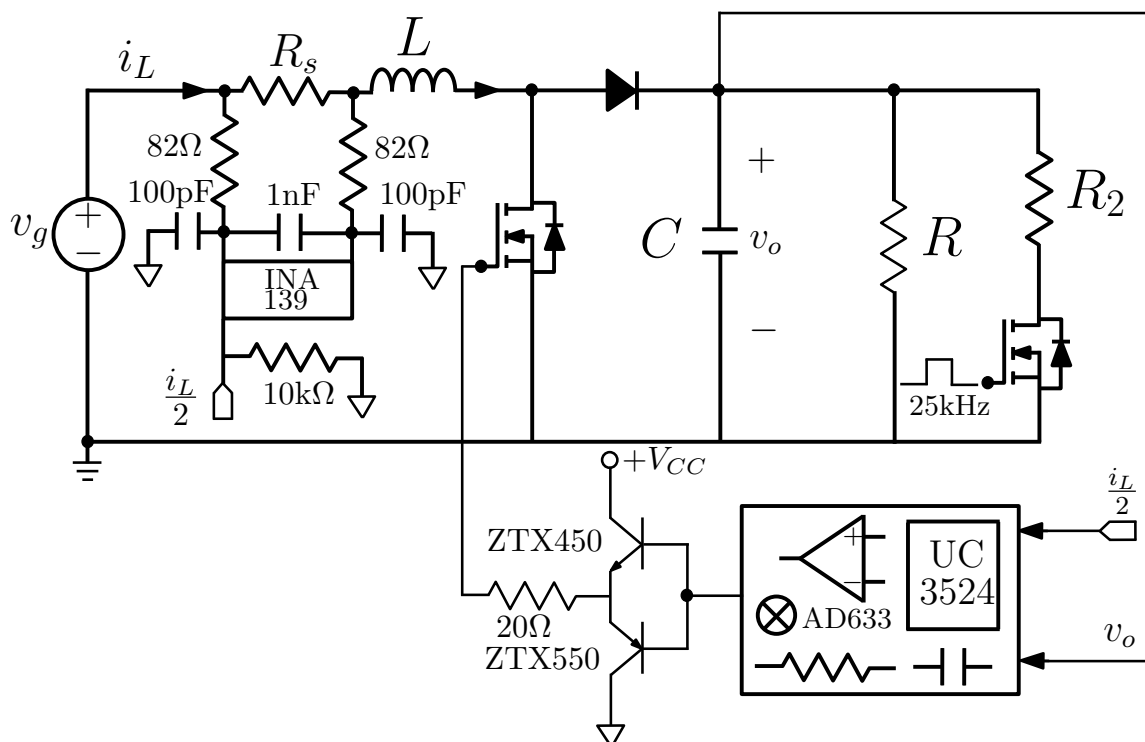 i_L
R_s
L
82Ω
82Ω
100pF
1nF
100pF
v_g
+
−
INA
139
i_L/2
10kΩ
C
+
v_o
−
R
R_2
25kHz
+V_CC
ZTX450
20Ω
ZTX550
+
−
UC
3524
AD633
i_L/2
v_o